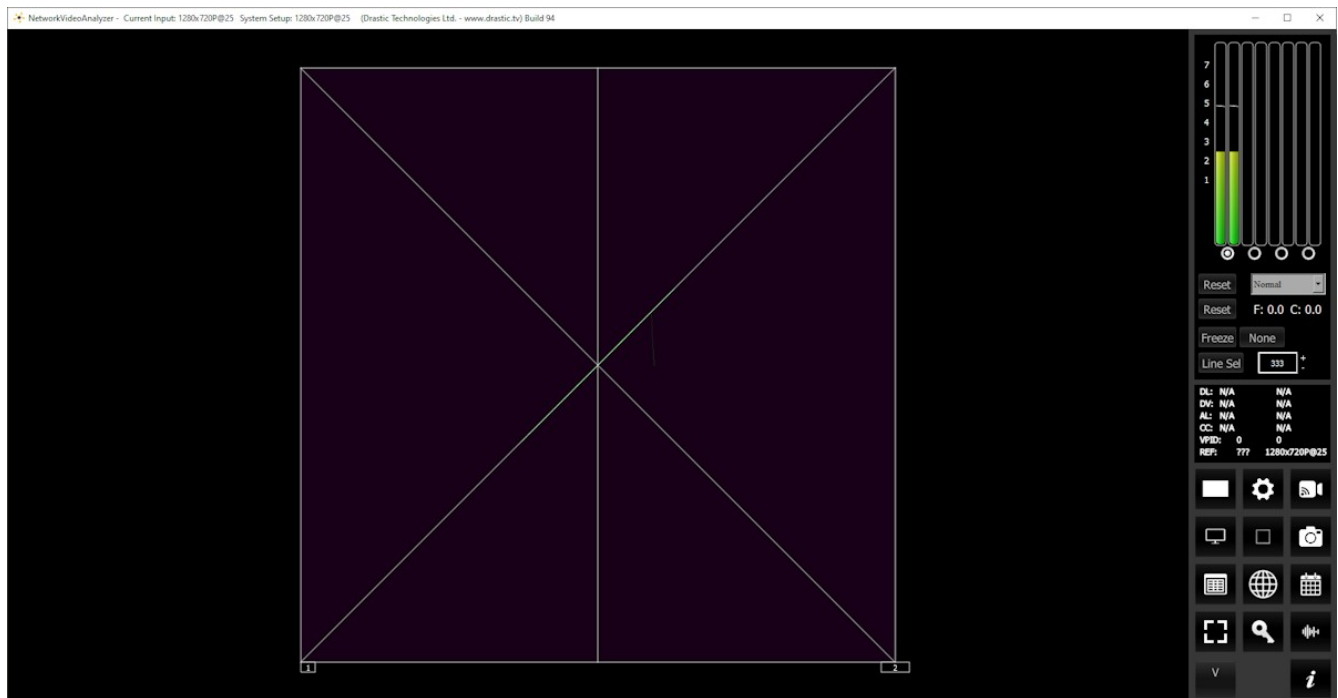 NetworkVideoAnalyzer - Current Input: 1280x720P@25 System Setup: 1280x720P@25 (Drastic Technologies Ltd. - www.drastic.tv) Build 94
7
6
5
4
3
2
1
Reset Normal
Reset F: 0.0 C: 0.0
Freeze None
Line Sel 333 + -
DL: N/A N/A
DV: N/A N/A
AL: N/A N/A
CC: N/A N/A
VPID: 0 0
REF: ??? 1280x720P@25
1 2
V i